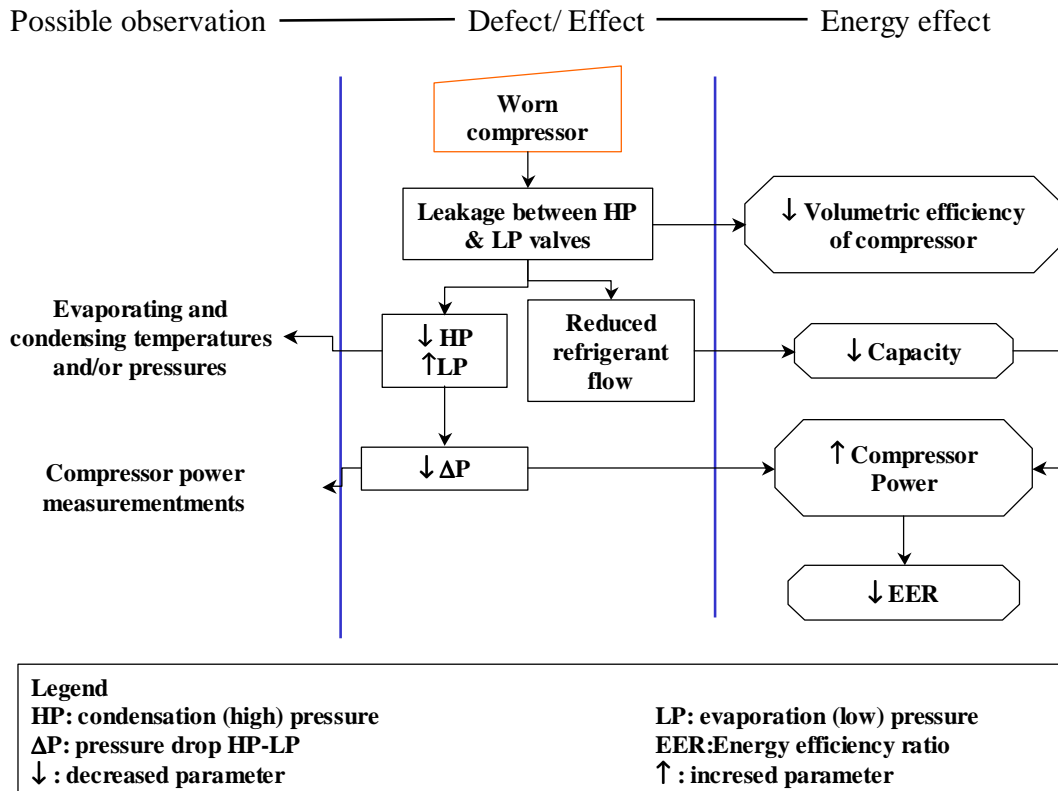 Possible observation
Defect/ Effect
Energy effect
Worn
compressor
Leakage between HP
& LP valves
↓ Volumetric efficiency
of compressor
Evaporating and
condensing temperatures
and/or pressures
↓ HP
↑LP
Reduced
refrigerant
flow
↓ Capacity
Compressor power
measurementments
↓ ΔP
↑ Compressor
Power
↓ EER
Legend
HP: condensation (high) pressure
LP: evaporation (low) pressure
ΔP: pressure drop HP-LP
EER:Energy efficiency ratio
↓ : decreased parameter
↑ : incresed parameter